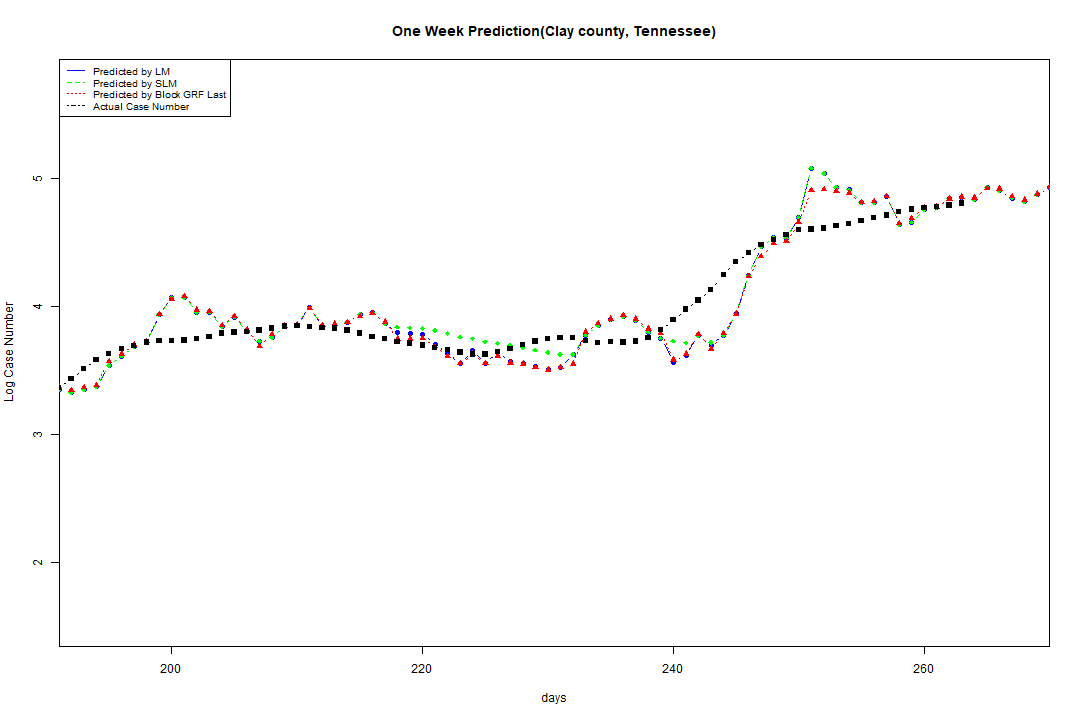 One Week Prediction(Clay county, Tennessee)
Predicted by LM
Predicted by SLM
Predicted by Block GRF Last
Actual Case Number
5
4
3
2
Log Case Number
200 220 240 260
days